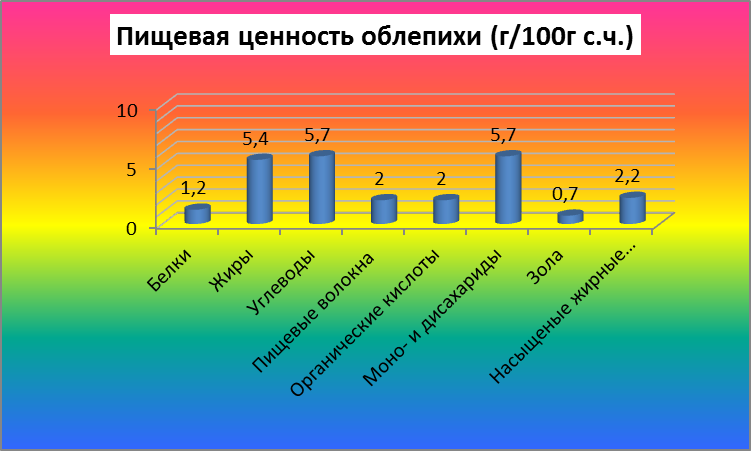 Пищевая ценность облепихи (г/100г с.ч.)
10
5
0
1,2
5,4
5,7
2
2
5,7
0,7
2,2
Белки
Жиры
Углеводы
Пищевые волокна
Органические кислоты
Моно- и дисахариды
Зола
Насыщеные жирные...